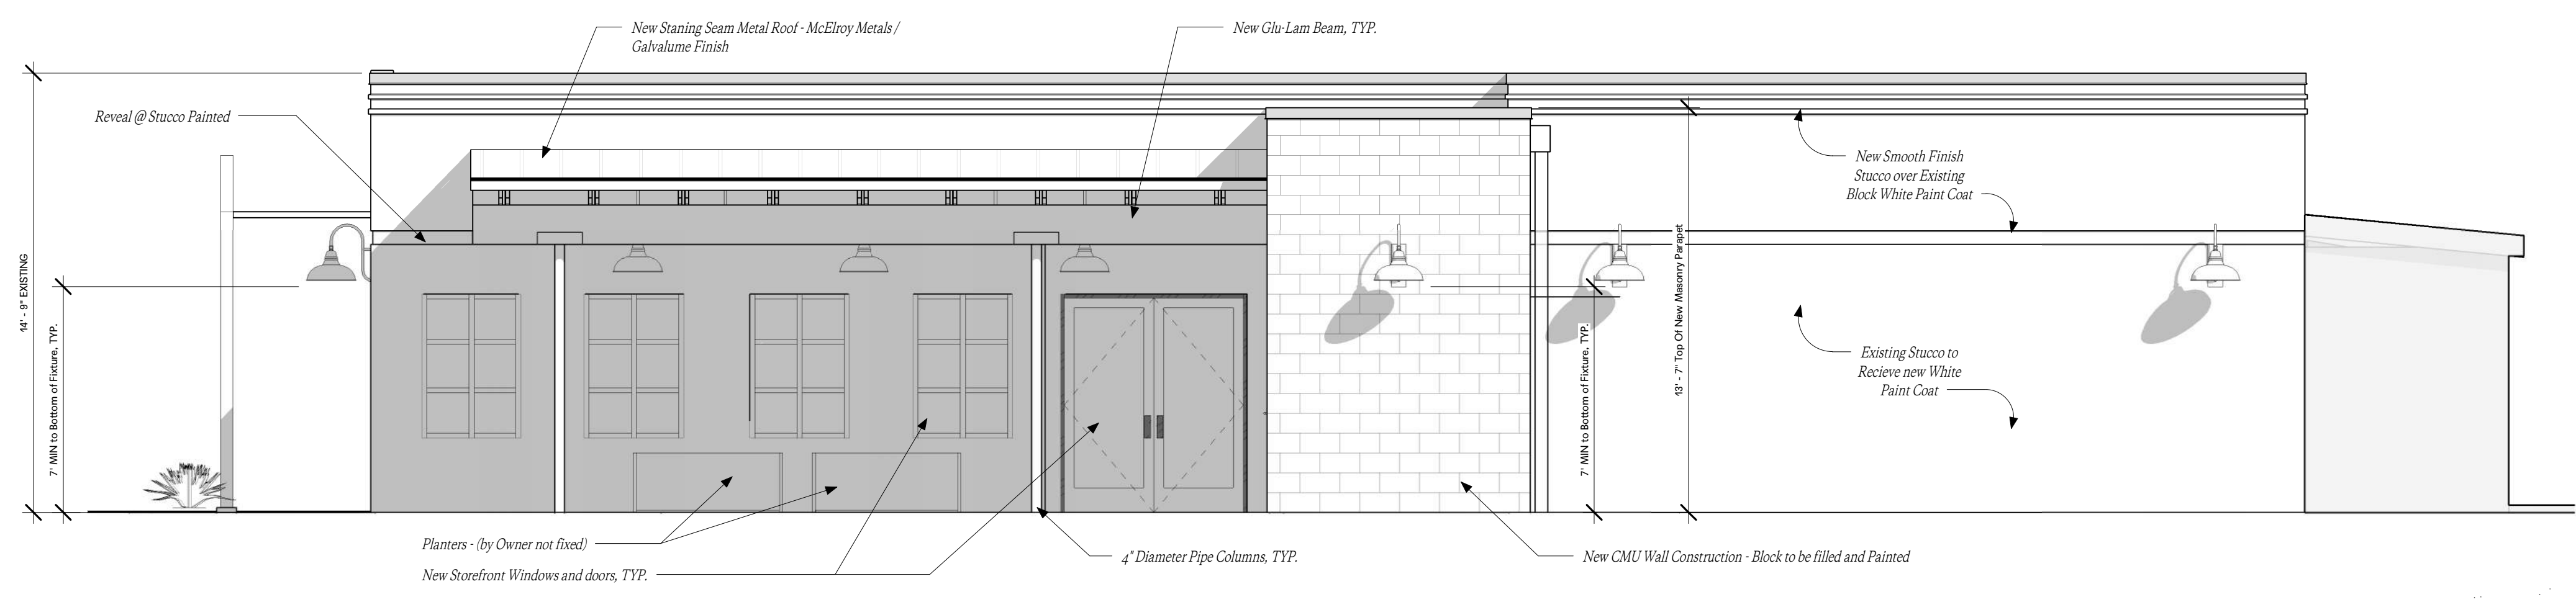 New Staning Seam Metal Roof - McElroy Metals /
Galvalume Finish
New Glu-Lam Beam, TYP.
Reveal @ Stucco Painted
New Smooth Finish
Stucco over Existing
Block White Paint Coat
14' - 9" EXISTING
7' MIN to Bottom of Fixture, TYP.
7' MIN to Bottom of Fixture, TYP.
13' - 7" Top Of New Masonry Parapet
Existing Stucco to
Recieve new White
Paint Coat
Planters - (by Owner not fixed)
New Storefront Windows and doors, TYP.
4" Diameter Pipe Columns, TYP.
New CMU Wall Construction - Block to be filled and Painted